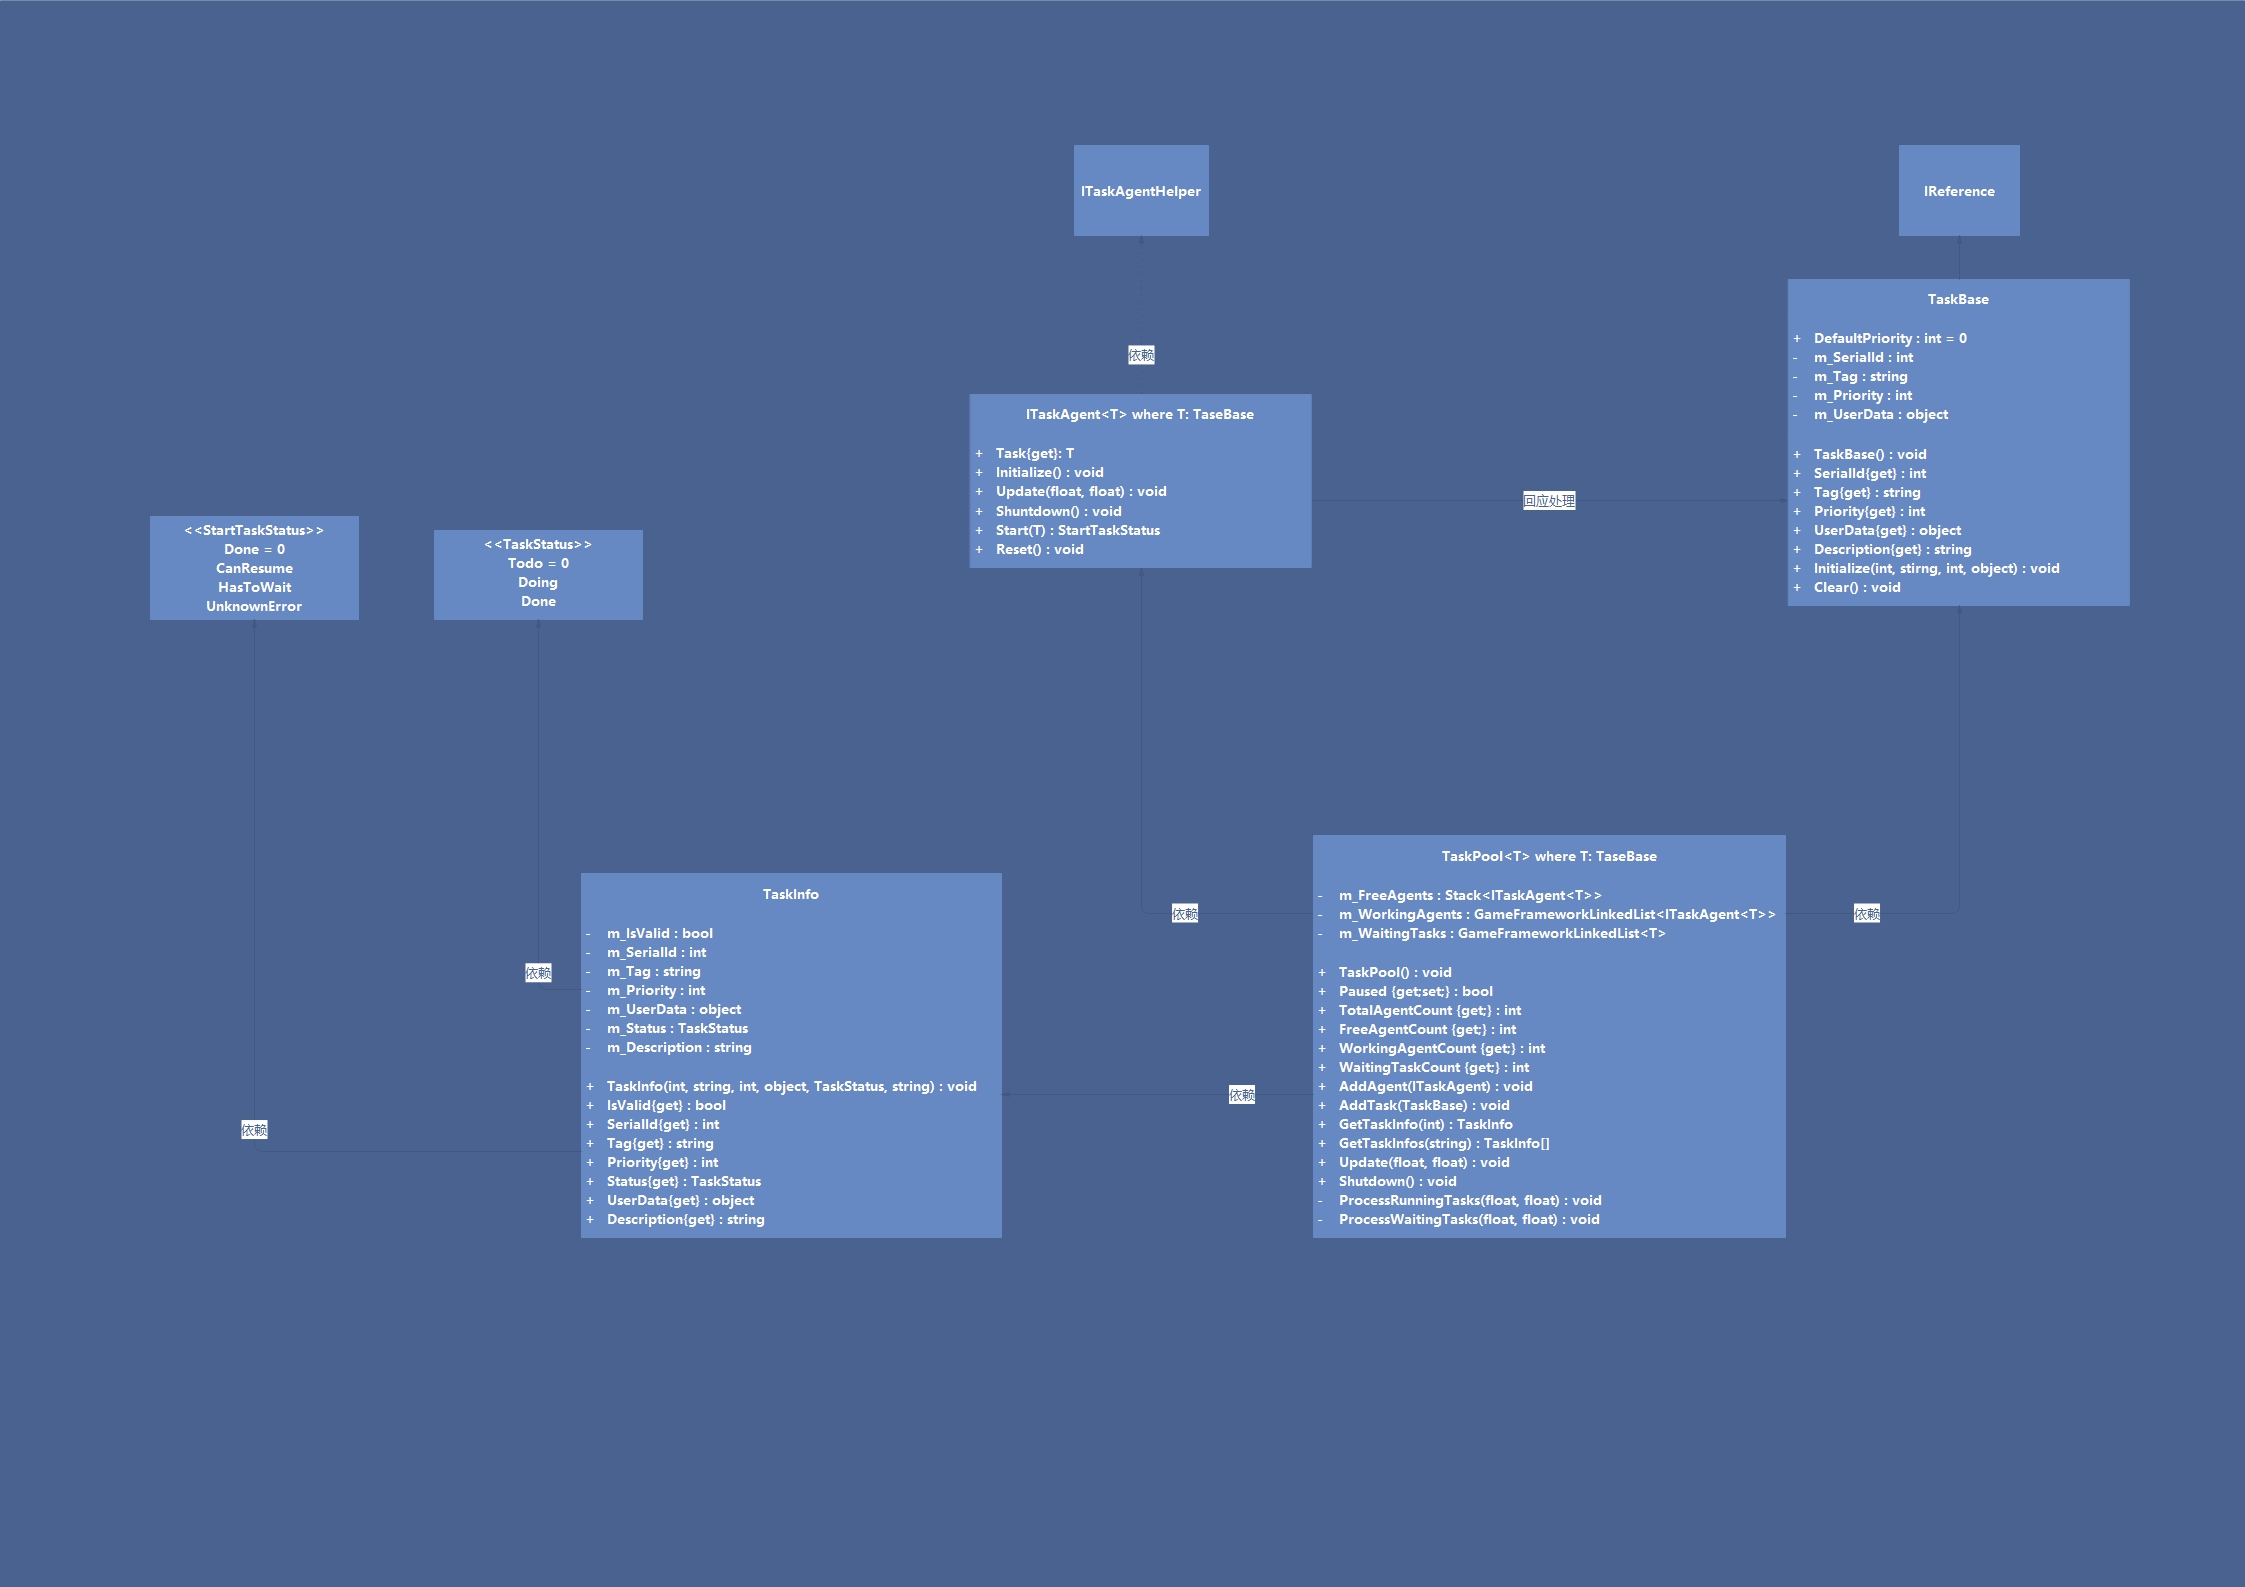 ITaskAgentHelper
IReference
依赖
ITaskAgent<T> where T: TaseBase
+ Task{get}: T
+ Initialize() : void
+ Update(float, float) : void
+ Shuntdown() : void
+ Start(T) : StartTaskStatus
+ Reset() : void
回应处理
TaskBase
+ DefaultPriority : int = 0
- m_SerialId : int
- m_Tag : string
- m_Priority : int
- m_UserData : object
+ TaskBase() : void
+ SerialId{get} : int
+ Tag{get} : string
+ Priority{get} : int
+ UserData{get} : object
+ Description{get} : string
+ Initialize(int, stirng, int, object) : void
+ Clear() : void
<<StartTaskStatus>>
Done = 0
CanResume
HasToWait
UnknownError
<<TaskStatus>>
Todo = 0
Doing
Done
依赖
依赖
TaskInfo
- m_IsValid : bool
- m_SerialId : int
- m_Tag : string
- m_Priority : int
- m_UserData : object
- m_Status : TaskStatus
- m_Description : string
+ TaskInfo(int, string, int, object, TaskStatus, string) : void
+ IsValid{get} : bool
+ SerialId{get} : int
+ Tag{get} : string
+ Priority{get} : int
+ Status{get} : TaskStatus
+ UserData{get} : object
+ Description{get} : string
依赖
依赖
TaskPool<T> where T: TaseBase
- m_FreeAgents : Stack<ITaskAgent<T>>
- m_WorkingAgents : GameFrameworkLinkedList<ITaskAgent<T>>
- m_WaitingTasks : GameFrameworkLinkedList<T>
+ TaskPool() : void
+ Paused {get;set;} : bool
+ TotalAgentCount {get;} : int
+ FreeAgentCount {get;} : int
+ WorkingAgentCount {get;} : int
+ WaitingTaskCount {get;} : int
+ AddAgent(ITaskAgent) : void
+ AddTask(TaskBase) : void
+ GetTaskInfo(int) : TaskInfo
+ GetTaskInfos(string) : TaskInfo[]
+ Update(float, float) : void
+ Shutdown() : void
- ProcessRunningTasks(float, float) : void
- ProcessWaitingTasks(float, float) : void
依赖